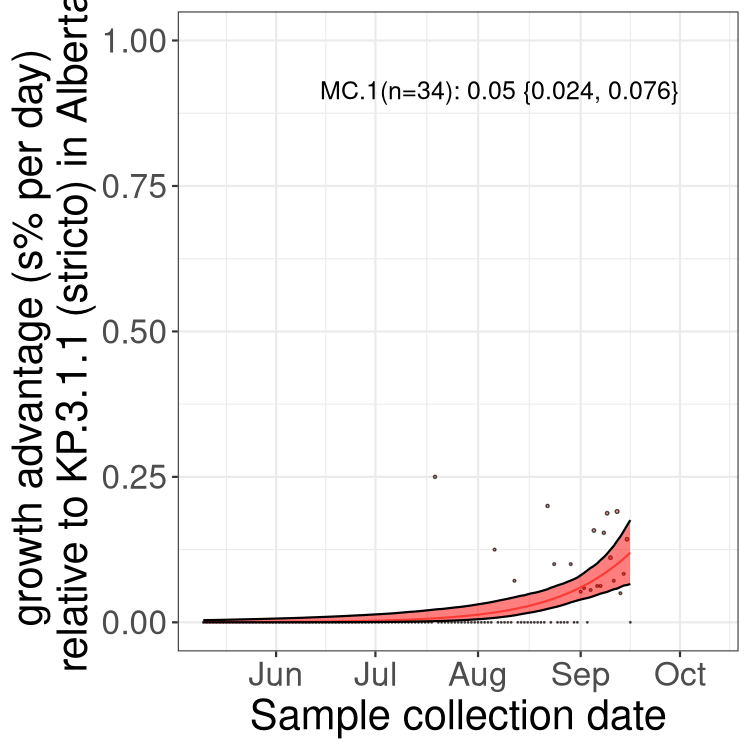 growth advantage (s% per day)
relative to KP.3.1.1 (stricto) in Alberta
1.00
0.75
0.50
0.25
0.00
MC.1(n=34): 0.05 {0.024, 0.076}
Jun Jul Aug Sep Oct
Sample collection date